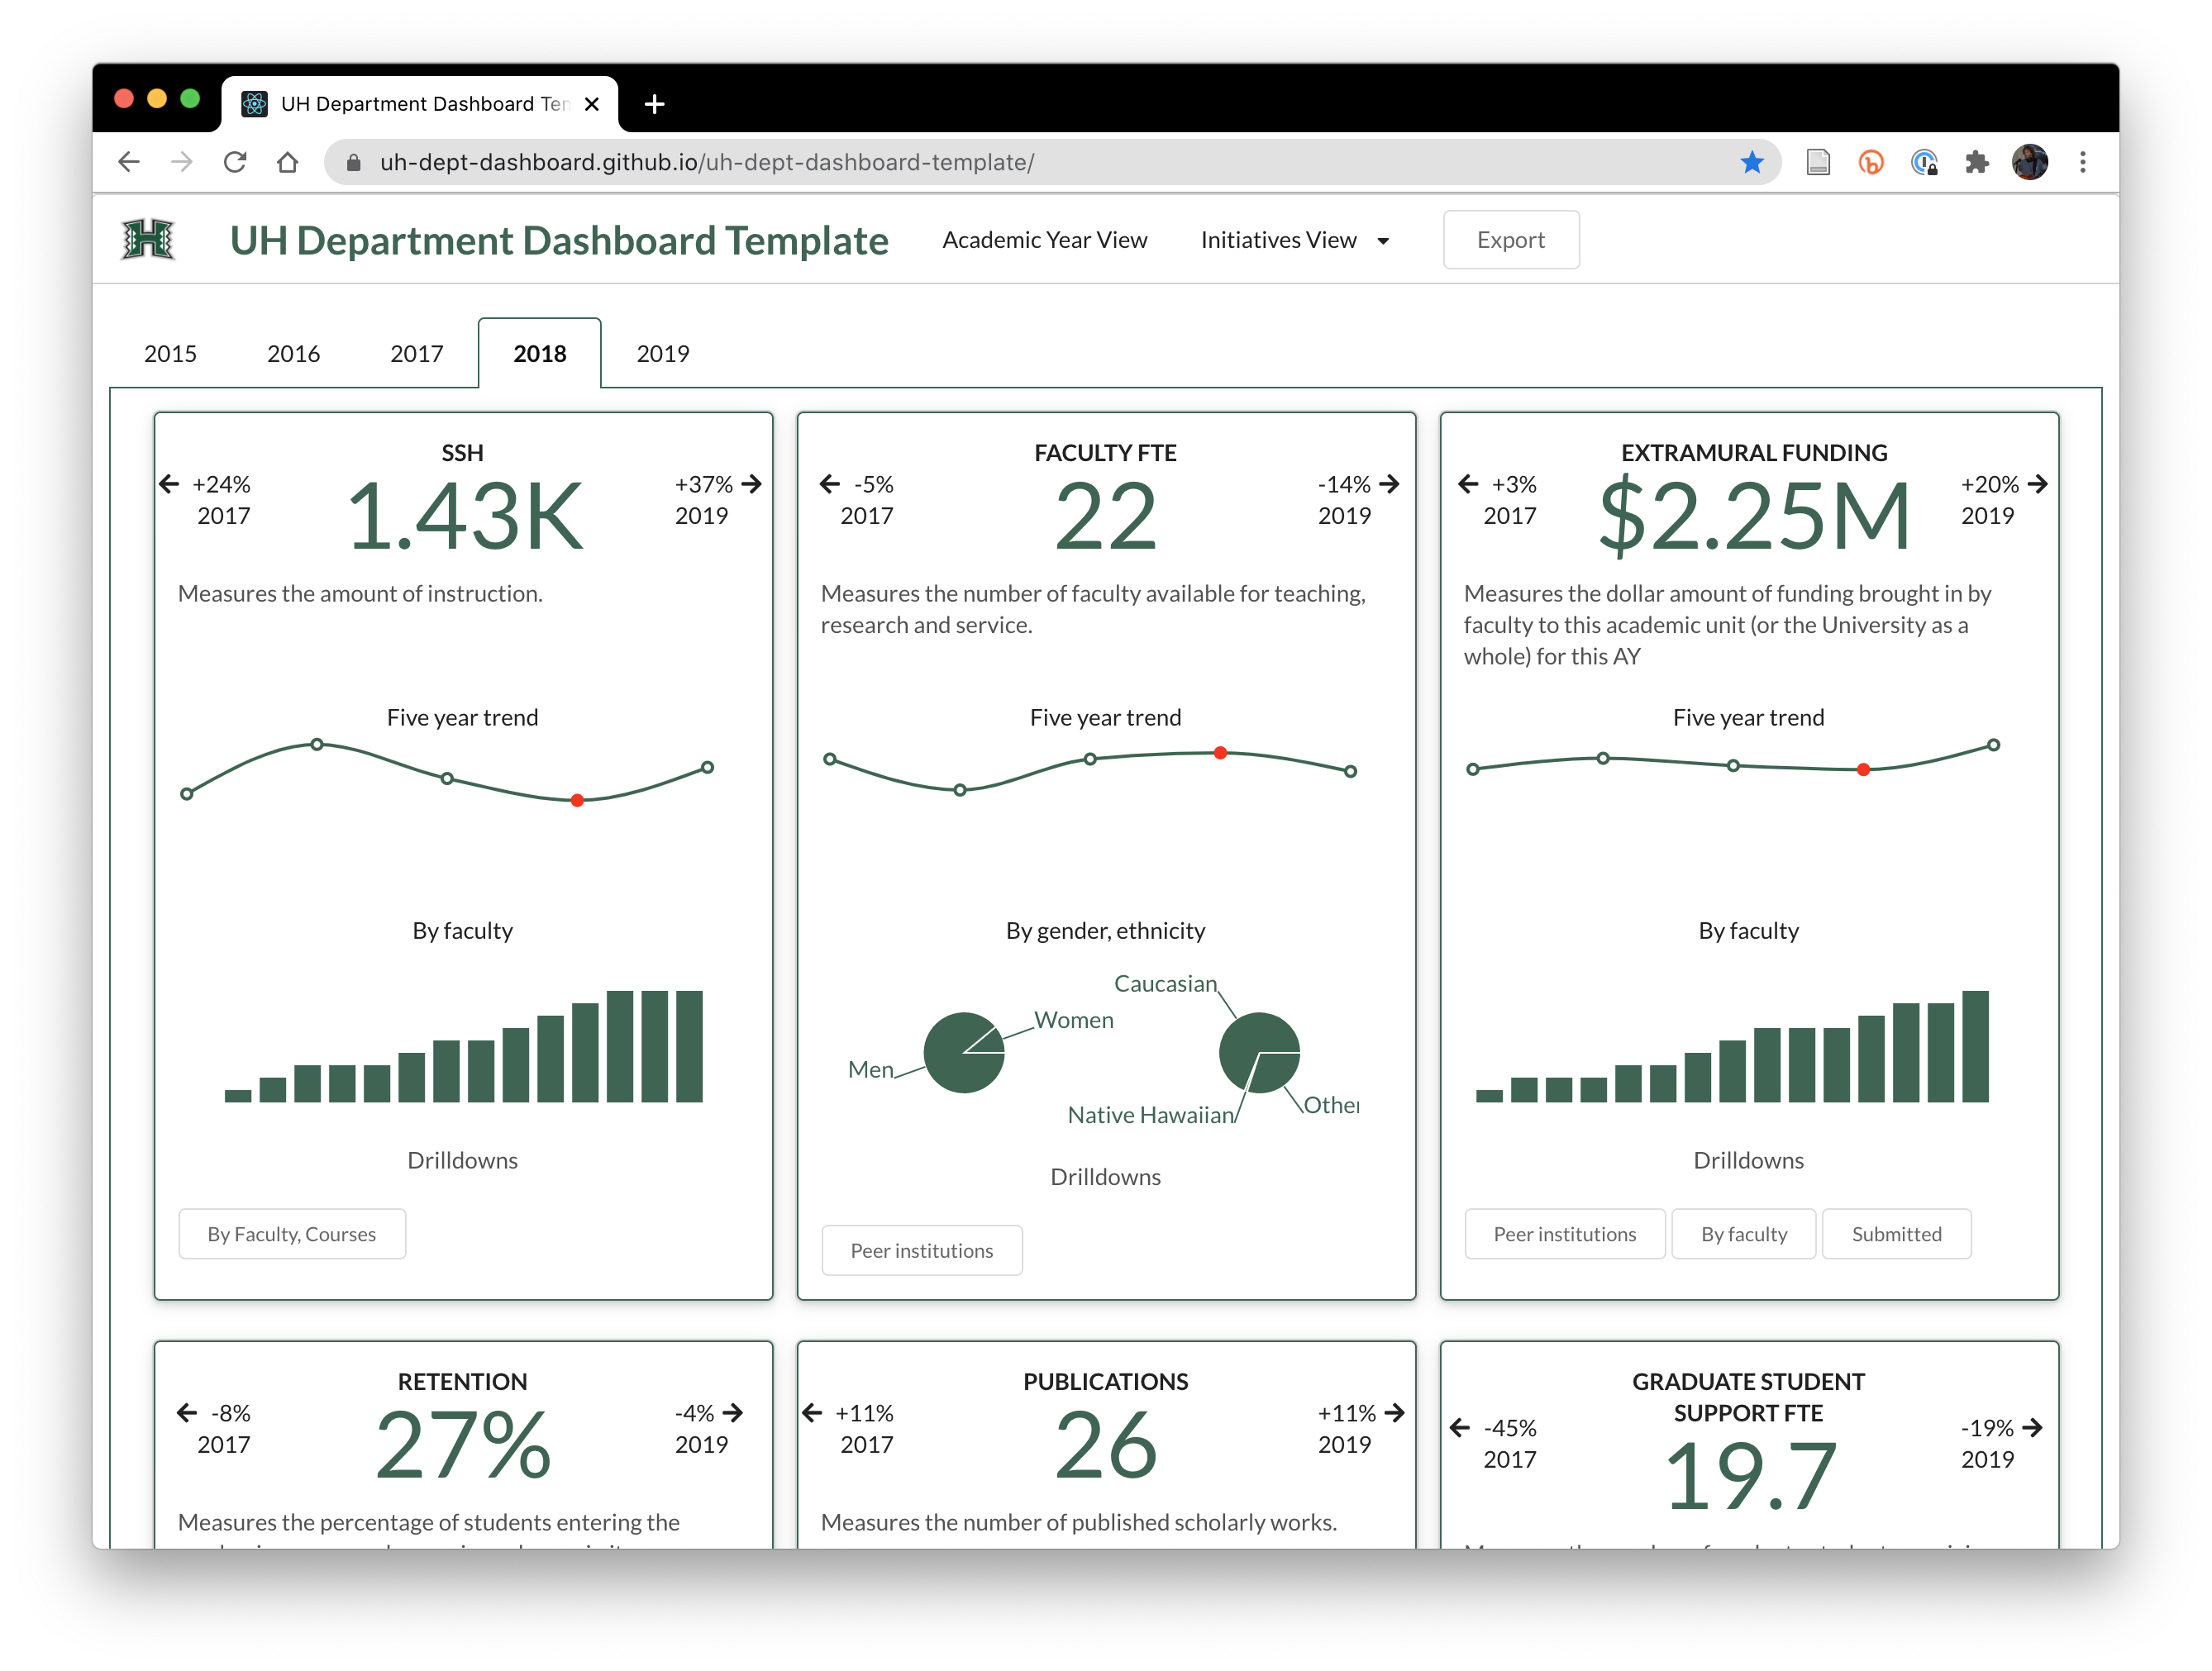 UH Department Dashboard Ten
uh-dept-dashboard.github.io/uh-dept-dashboard-template/
UH Department Dashboard Template
Academic Year View
Initiatives View
Export
2015
2016
2017
2018
2019
SSH
+24%
2017
1.43K
+37%
2019
Measures the amount of instruction.
Five year trend
By faculty
Drilldowns
By Faculty, Courses
FACULTY FTE
-5%
2017
22
-14%
2019
Measures the number of faculty available for teaching,
research and service.
Five year trend
By gender, ethnicity
Caucasian
Women
Men
Native Hawaiian
Other
Drilldowns
Peer institutions
EXTRAMURAL FUNDING
+3%
2017
$2.25M
+20%
2019
Measures the dollar amount of funding brought in by
faculty to this academic unit (or the University as a
whole) for this AY
Five year trend
By faculty
Drilldowns
Peer institutions
By faculty
Submitted
RETENTION
-8%
2017
27%
-4%
2019
Measures the percentage of students entering the
PUBLICATIONS
+11%
2017
26
+11%
2019
Measures the number of published scholarly works.
GRADUATE STUDENT
SUPPORT FTE
-45%
2017
19.7
-19%
2019